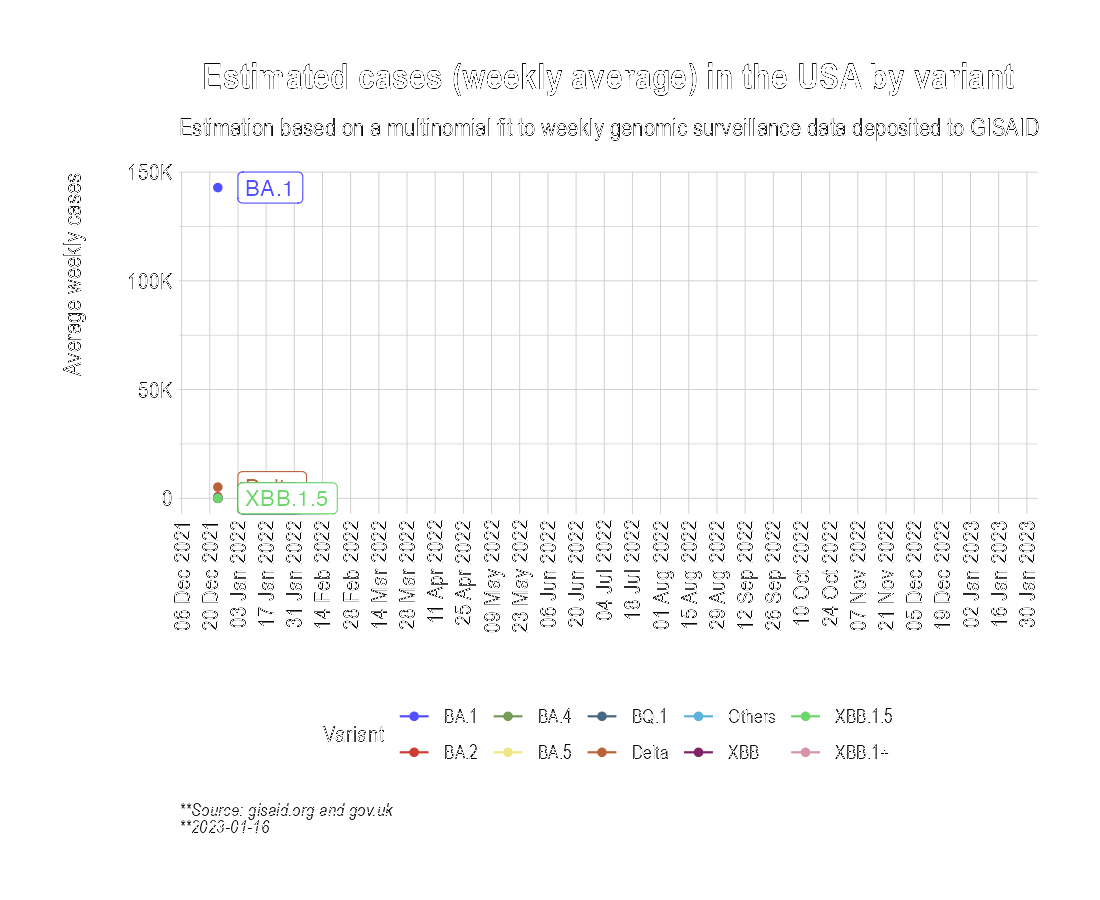 Estimated cases (weekly average) in the USA by variant
Estimation based on a multinomial fit to weekly genomic surveillance data deposited to GISAID
Average weekly cases
150K
100K
50K
0
BA.1
XBB.1.5
06 Dec 2021
20 Dec 2021
03 Jan 2022
17 Jan 2022
31 Jan 2022
14 Feb 2022
28 Feb 2022
14 Mar 2022
28 Mar 2022
11 Apr 2022
25 Apr 2022
09 May 2022
23 May 2022
06 Jun 2022
20 Jun 2022
04 Jul 2022
18 Jul 2022
01 Aug 2022
15 Aug 2022
29 Aug 2022
12 Sep 2022
26 Sep 2022
10 Oct 2022
24 Oct 2022
07 Nov 2022
21 Nov 2022
05 Dec 2022
19 Dec 2022
02 Jan 2023
16 Jan 2023
30 Jan 2023
Variant
BA.1 BA.4 BQ.1 Others XBB.1.5
BA.2 BA.5 Delta XBB XBB.1+
**Source: gisaid.org and gov.uk
**2023-01-16